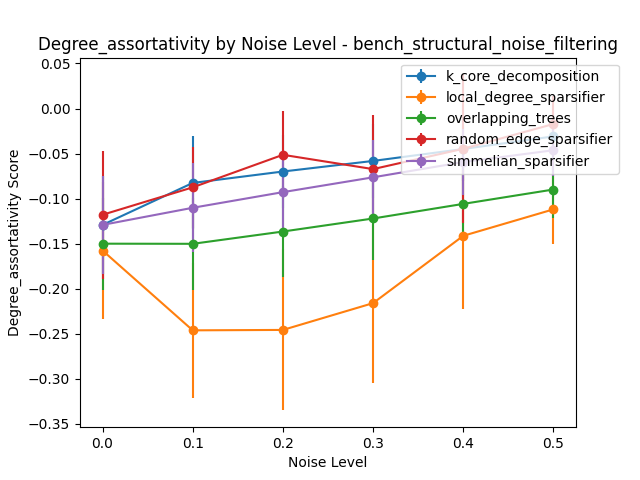 Degree_assortativity by Noise Level - bench_structural_noise_filtering
k_core_decomposition
local_degree_sparsifier
overlapping_trees
random_edge_sparsifier
simmelian_sparsifier
Degree_assortativity Score
0.05
0.00
−0.05
−0.10
−0.15
−0.20
−0.25
−0.30
−0.35
0.0 0.1 0.2 0.3 0.4 0.5
Noise Level